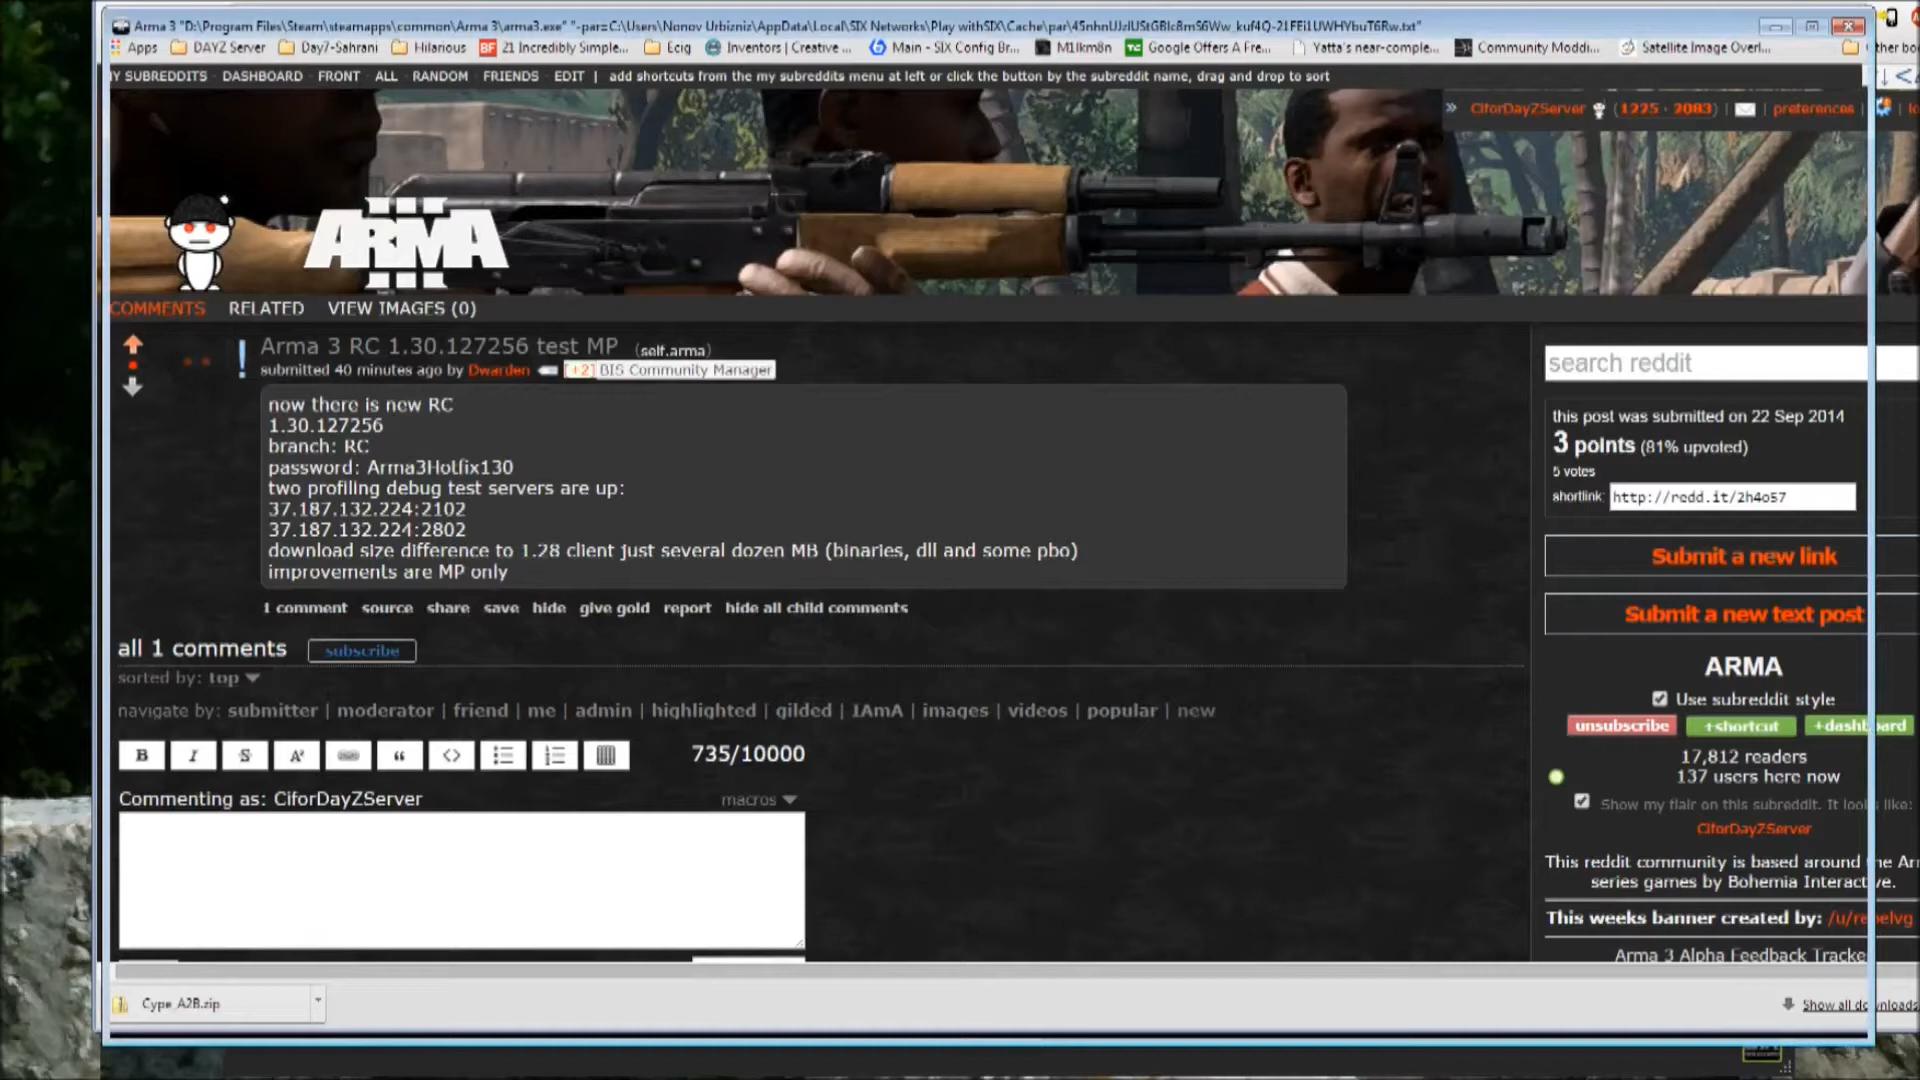 Arma 3 "D:\Program Files\Steam\steamapps\common\Arma 3\arma3.exe"
Apps DAYZ Server Day7-Sahrani Hilarious BF 21 Incredibly Simple... Ecig Inventors | Creative ... Main - SIX Config Br... M1lkm8n TC Google Offers A Fre... Yatta's near-comple... Community Moddi... Satellite Image Overl...
MY SUBREDDITS DASHBOARD · FRONT · ALL · RANDOM · FRIENDS · EDIT | add shortcuts from the my subreddits menu at left or click the button by the subreddit name, drag and drop to sort
» CiforDayZServer (1225 · 2083) | | preferences |
ARMA III
COMMENTS RELATED VIEW IMAGES (0)
Arma 3 RC 1.30.127256 test MP (self.arma)
submitted 40 minutes ago by Dwarden [+2] BIS Community Manager
now there is new RC
1.30.127256
branch: RC
password: Arma3Hotfix130
two profiling debug test servers are up:
37.187.132.224:2102
37.187.132.224:2802
download size difference to 1.28 client just several dozen MB (binaries, dll and some pbo)
improvements are MP only
1 comment source share save hide give gold report hide all child comments
all 1 comments subscribe
sorted by: top
navigate by: submitter | moderator | friend | me | admin | highlighted | gilded | IAmA | images | videos | popular | new
B I S A 735/10000
Commenting as: CiforDayZServer macros
search reddit
this post was submitted on 22 Sep 2014
3 points (81% upvoted)
5 votes
shortlink: http://redd.it/2h4o57
Submit a new link
Submit a new text post
ARMA
Use subreddit style
unsubscribe +shortcut +dashboard
17,812 readers
137 users here now
Show my flair on this subreddit. It looks like:
CiforDayZServer
This reddit community is based around the
series games by Bohemia Interactive.
This weeks banner created by: /u/rebelvg
Arma 3 Alpha Feedback Tracke
Cype_A2B.zip
Show all downloads